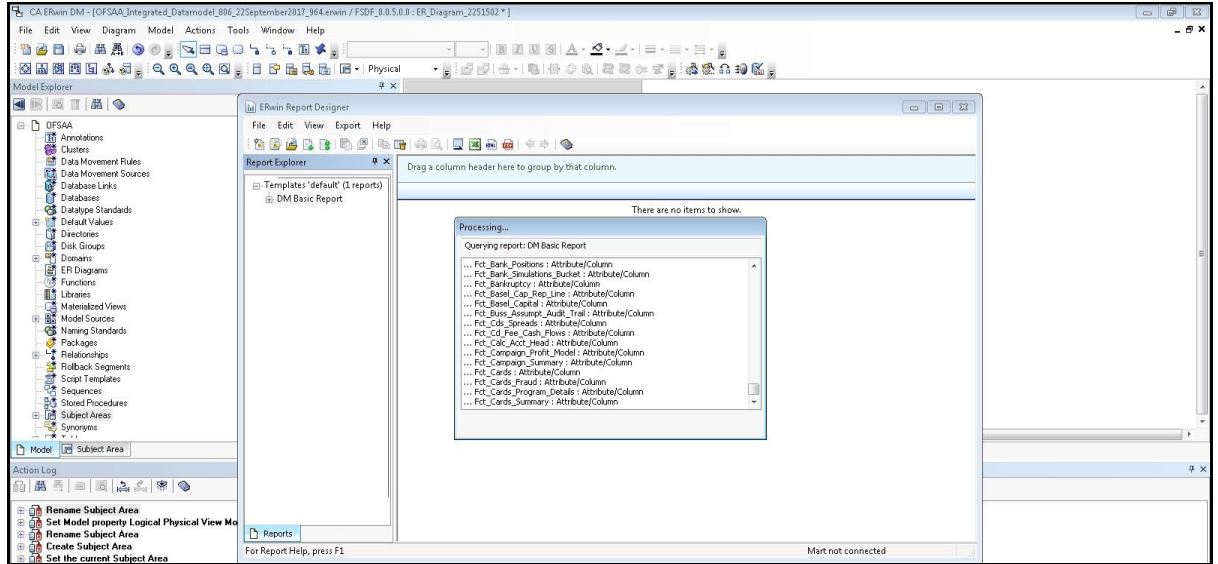 CA ERwin DM - [OFSAA_Integrated_Datamodel_806_22September2017_964.erwin / FSDF_8.0.5.0.0 : ER_Diagram_2251502 * ]
File Edit View Diagram Model Actions Tools Window Help
Physical
Model Explorer
OFSAA
Annotations
Clusters
Data Movement Rules
Data Movement Sources
Database Links
Databases
Datatype Standards
Default Values
Directories
Disk Groups
Domains
ER Diagrams
Functions
Libraries
Materialized Views
Model Sources
Naming Standards
Packages
Relationships
Rollback Segments
Script Templates
Sequences
Stored Procedures
Subject Areas
Synonyms
Model Subject Area
ERwin Report Designer
File Edit View Export Help
Report Explorer
Templates 'default' (1 reports)
DM Basic Report
Drag a column header here to group by that column.
There are no items to show.
Processing...
Querying report: DM Basic Report
... Fct_Bank_Positions : Attribute/Column
... Fct_Bank_Simulations_Bucket : Attribute/Column
... Fct_Bankruptcy : Attribute/Column
... Fct_Basel_Cap_Rep_Line : Attribute/Column
... Fct_Basel_Capital : Attribute/Column
... Fct_Buss_Assumpt_Audit_Trail : Attribute/Column
... Fct_Cds_Spreads : Attribute/Column
... Fct_Cd_Fee_Cash_Flows : Attribute/Column
... Fct_Calc_Acct_Head : Attribute/Column
... Fct_Campaign_Profit_Model : Attribute/Column
... Fct_Campaign_Summary : Attribute/Column
... Fct_Cards : Attribute/Column
... Fct_Cards_Fraud : Attribute/Column
... Fct_Cards_Program_Details : Attribute/Column
... Fct_Cards_Summary : Attribute/Column
Reports
For Report Help, press F1
Mart not connected
Action Log
Rename Subject Area
Set Model property Logical Physical View Mo
Rename Subject Area
Create Subject Area
Set the current Subject Area